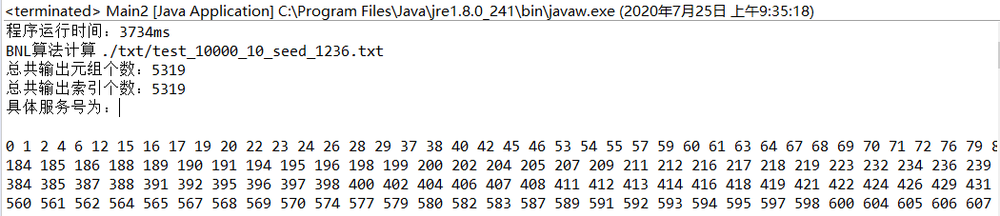 <terminated> Main2 [Java Application] C:\Program Files\Java\jre1.8.0_241\bin\javaw.exe (2020年7月25日 上午9:35:18)
程序运行时间：3734ms
BNL算法计算 ./txt/test_10000_10_seed_1236.txt
总共输出元组个数：5319
总共输出索引个数：5319
具体服务号为：
0 1 2 4 6 12 15 16 17 19 20 22 23 24 26 28 29 37 38 40 42 45 46 53 54 55 57 59 60 61 63 64 67 68 69 70 71 72 76 79 8
184 185 186 188 189 190 191 194 195 196 198 199 200 202 204 205 207 209 211 212 216 217 218 219 223 232 234 236 239
384 385 387 388 391 392 395 396 397 398 400 402 404 406 407 408 411 412 413 414 416 418 419 421 422 424 426 429 431
560 561 562 564 565 567 568 569 570 574 577 579 580 582 583 587 589 591 592 593 594 595 597 598 600 604 605 606 607